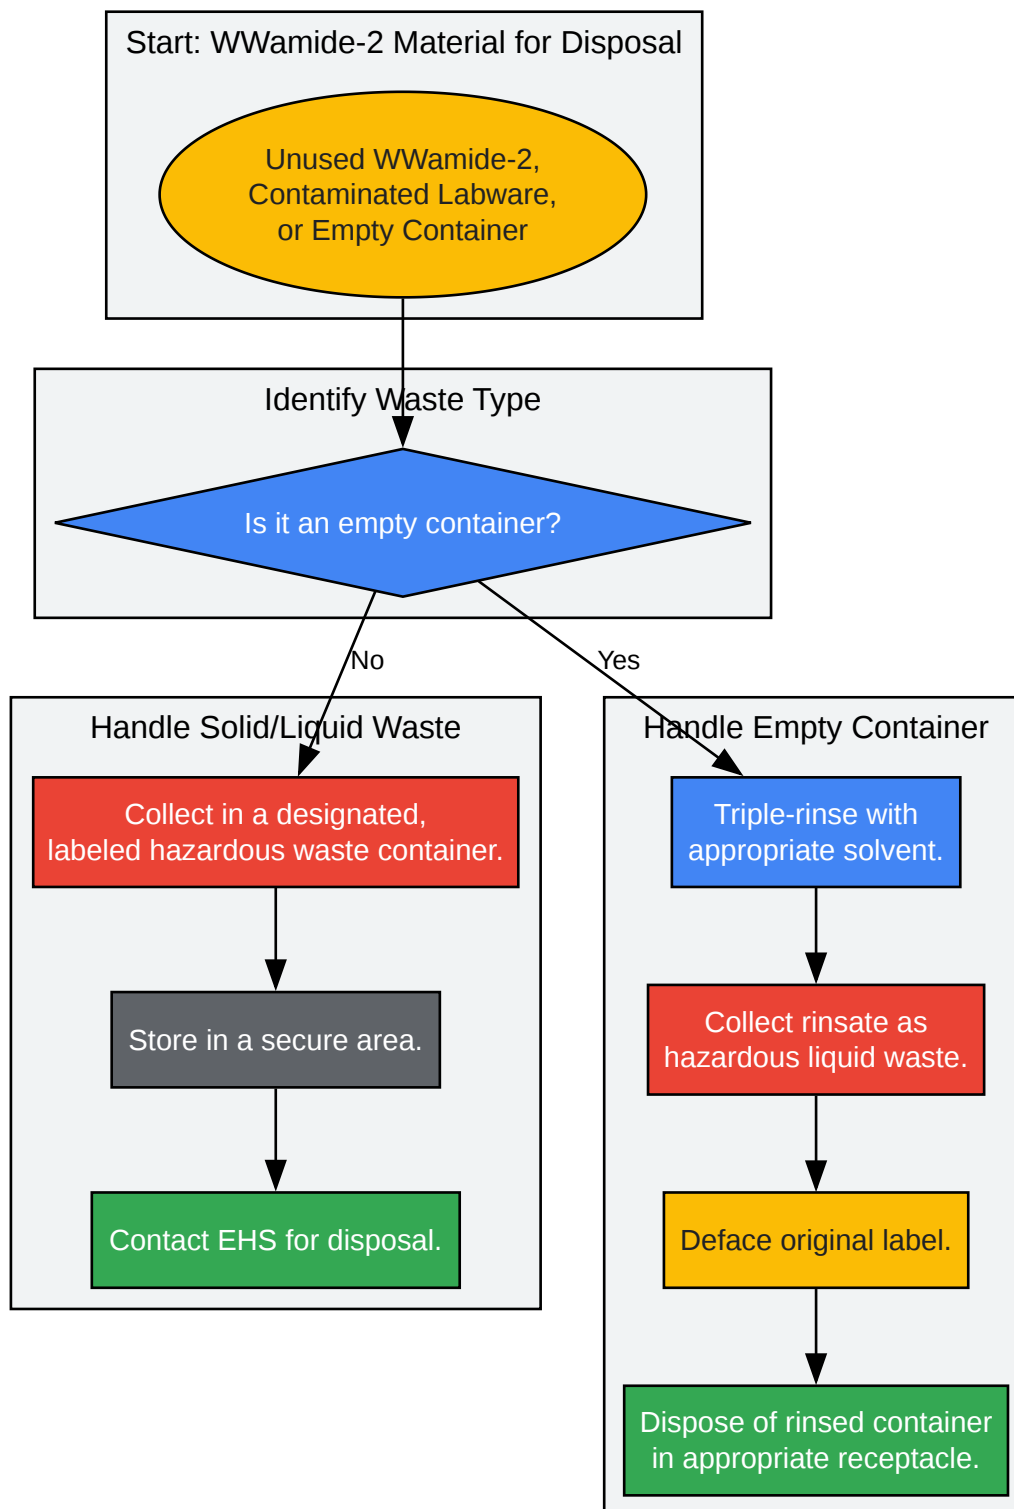 Start: WWamide-2 Material for Disposal
Unused WWamide-2,
Contaminated Labware,
or Empty Container
Identify Waste Type
Is it an empty container?
No
Yes
Handle Solid/Liquid Waste
Collect in a designated,
labeled hazardous waste container.
Store in a secure area.
Contact EHS for disposal.
Handle Empty Container
Triple-rinse with
appropriate solvent.
Collect rinsate as
hazardous liquid waste.
Deface original label.
Dispose of rinsed container
in appropriate receptacle.